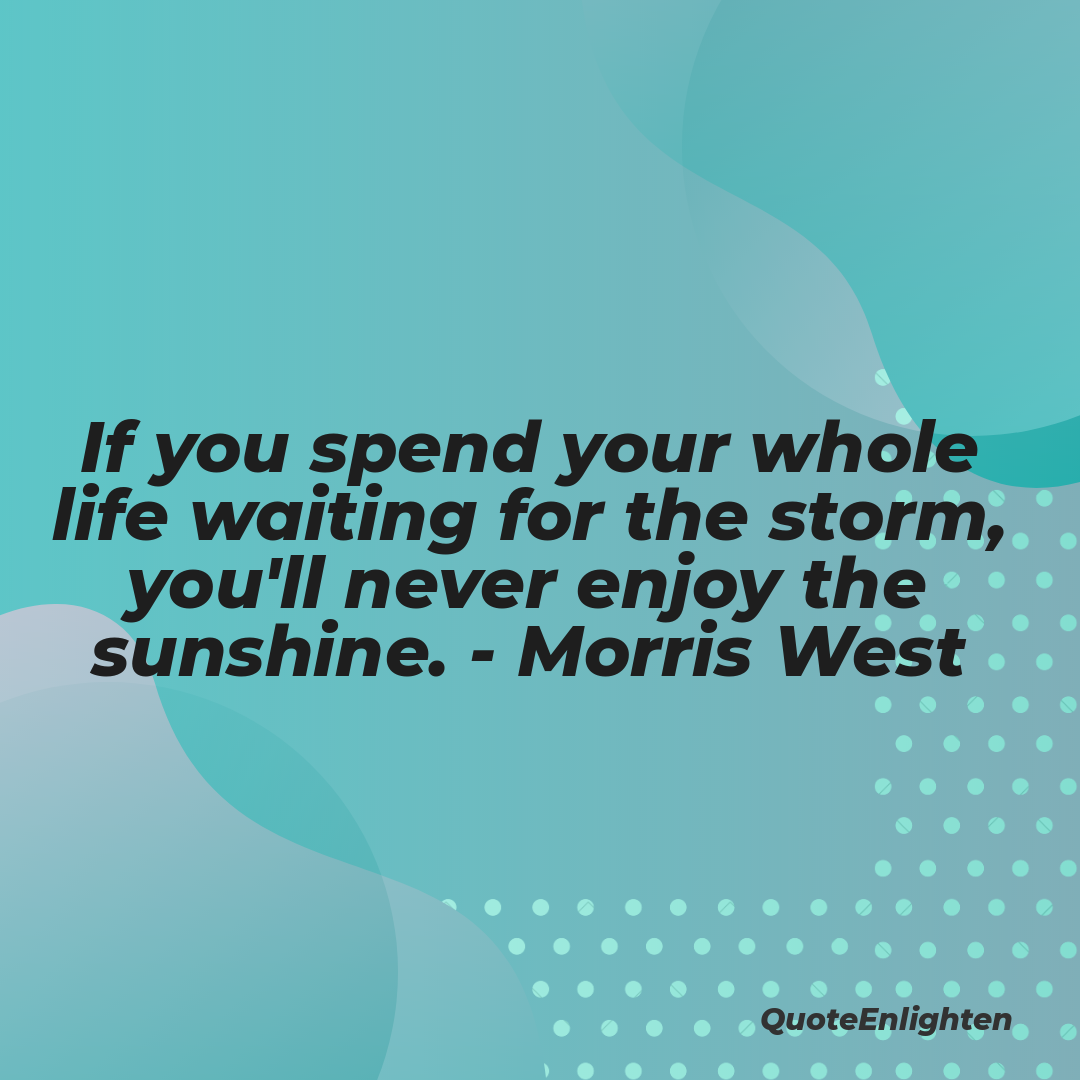 If you spend your whole
life waiting for the storm,
you'll never enjoy the
sunshine. - Morris West
QuoteEnlighten